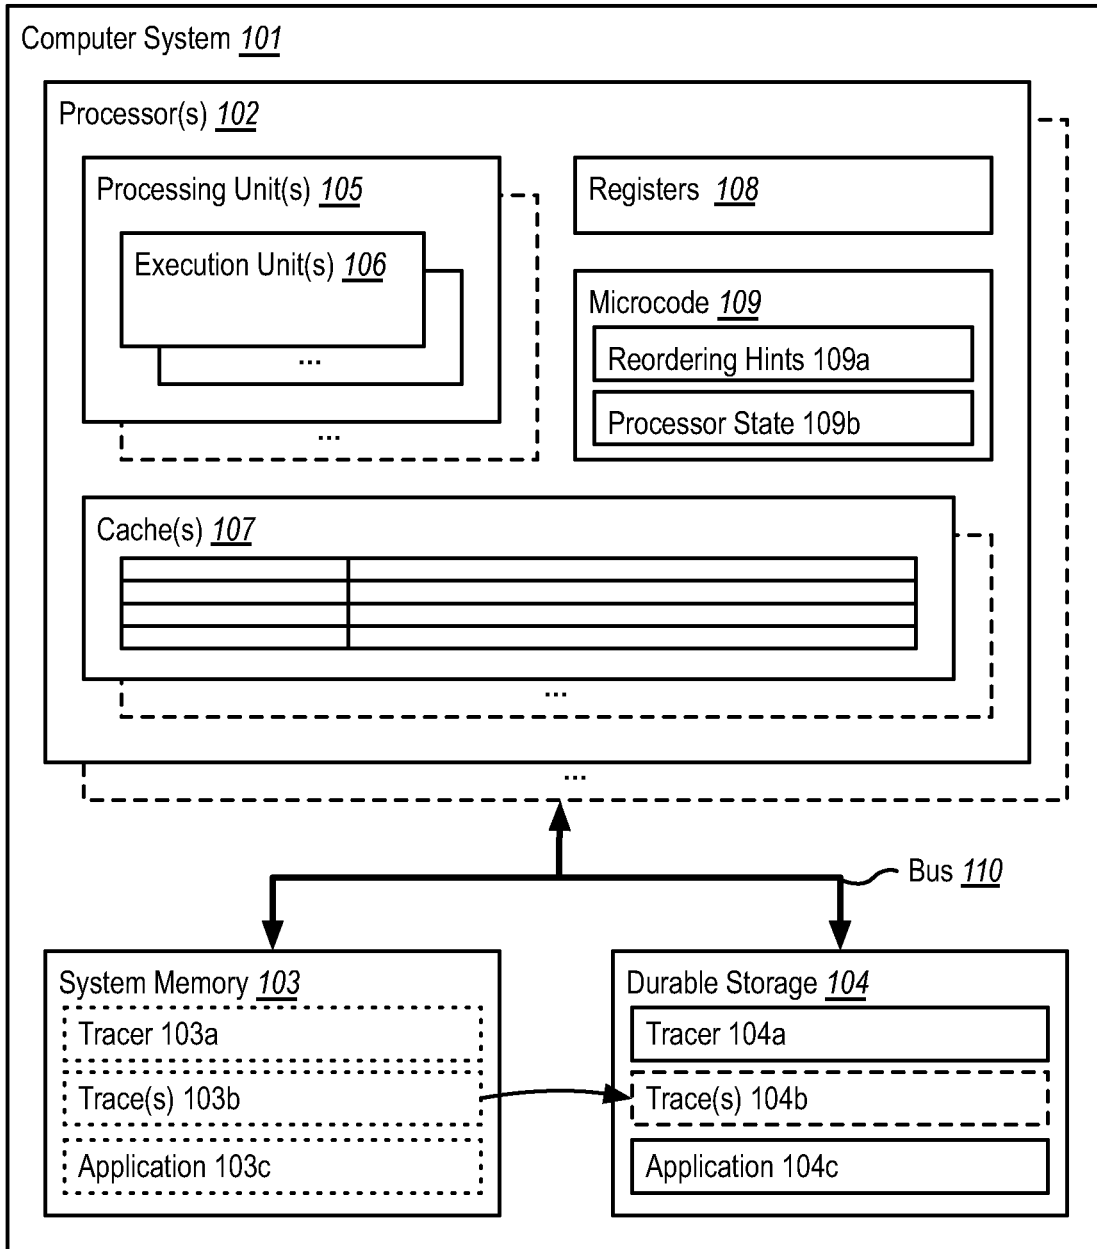 Computer System 101
Processor(s) 102
Processing Unit(s) 105
Execution Unit(s) 106
...
...
Registers 108
Microcode 109
Reordering Hints 109a
Processor State 109b
Cache(s) 107
...
...
Bus 110
System Memory 103
Tracer 103a
Trace(s) 103b
Application 103c
Durable Storage 104
Tracer 104a
Trace(s) 104b
Application 104c